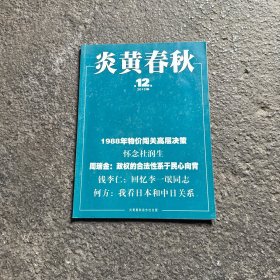 炎黄春秋
12
1988年物价闯关高层决策
怀念杜润生
周瑞金：政权的合法性系于民心向背
钱李仁：回忆李一氓同志
何方：我看日本和中日关系